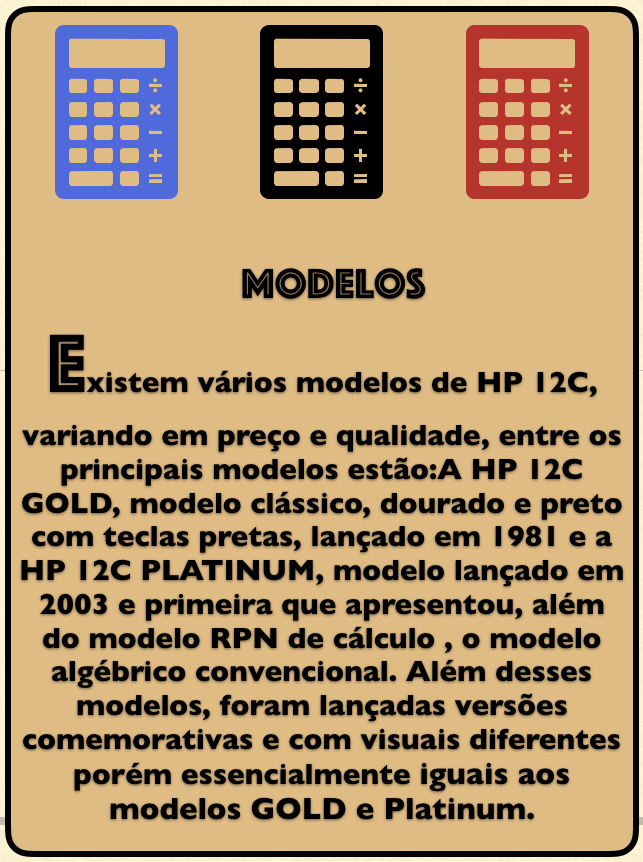 MODELOS
Existem vários modelos de HP 12C,
variando em preço e qualidade, entre os
principais modelos estão:A HP 12C
GOLD, modelo clássico, dourado e preto
com teclas pretas, lançado em 1981 e a
HP 12C PLATINUM, modelo lançado em
2003 e primeira que apresentou, além
do modelo RPN de cálculo , o modelo
algébrico convencional. Além desses
modelos, foram lançadas versões
comemorativas e com visuais diferentes
porém essencialmente iguais aos
modelos GOLD e Platinum.